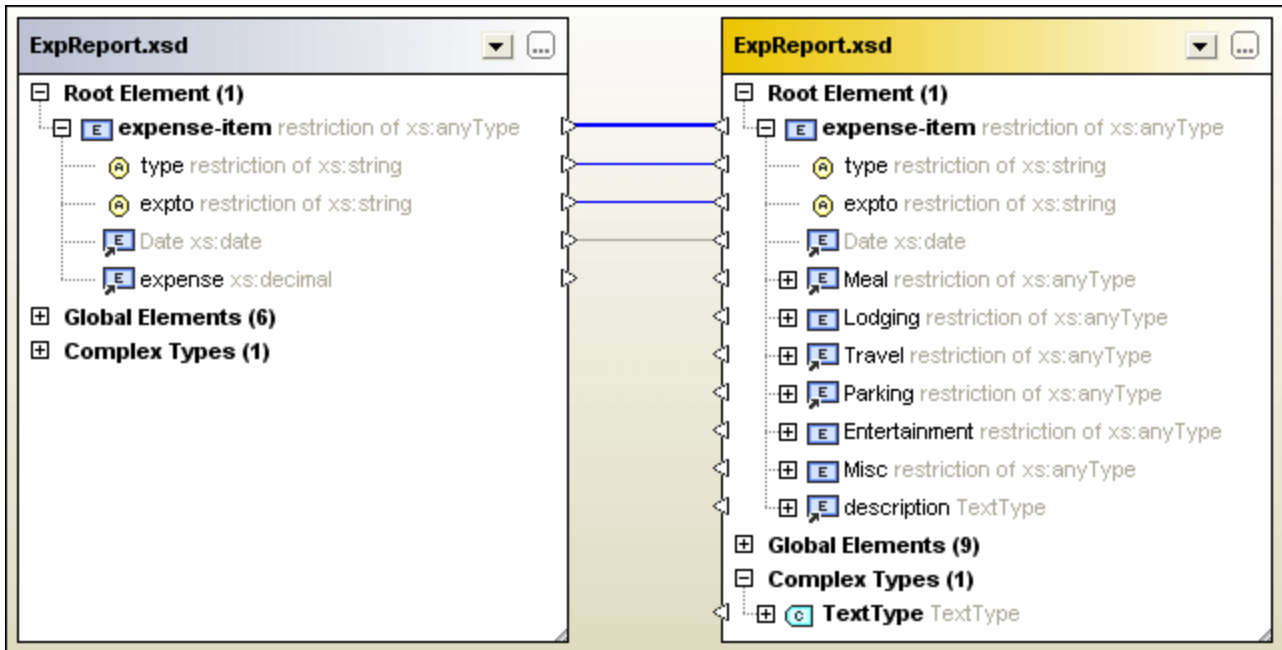 ExpReport.xsd
...
Root Element (1)
E expense-item restriction of xs:anyType
A type restriction of xs:string
A expto restriction of xs:string
E Date xs:date
E expense xs:decimal
Global Elements (6)
Complex Types (1)
ExpReport.xsd
...
Root Element (1)
E expense-item restriction of xs:anyType
A type restriction of xs:string
A expto restriction of xs:string
E Date xs:date
E Meal restriction of xs:anyType
E Lodging restriction of xs:anyType
E Travel restriction of xs:anyType
E Parking restriction of xs:anyType
E Entertainment restriction of xs:anyType
E Misc restriction of xs:anyType
E description TextType
Global Elements (9)
Complex Types (1)
C TextType TextType